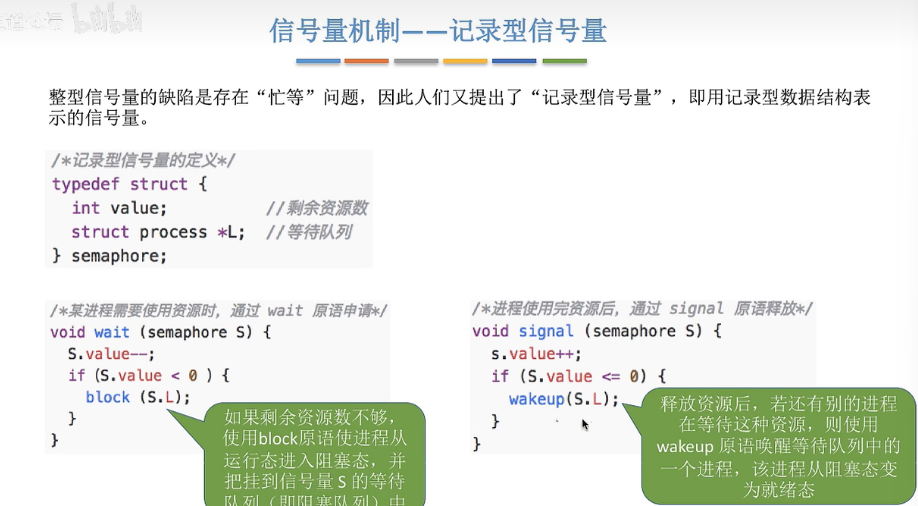 信号量机制——记录型信号量
整型信号量的缺陷是存在“忙等”问题，因此人们又提出了“记录型信号量”，即用记录型数据结构表
示的信号量。
/*记录型信号量的定义*/
typedef struct {
int value; //剩余资源数
struct process *L; //等待队列
} semaphore;
/*某进程需要使用资源时，通过 wait 原语申请*/
void wait (semaphore S) {
S.value--;
if (S.value < 0 ) {
block (S.L);
}
}
如果剩余资源数不够，
使用block原语使进程从
运行态进入阻塞态，并
把挂到信号量 S 的等待
队列（即阻塞队列）中
/*进程使用完资源后，通过 signal 原语释放*/
void signal (semaphore S) {
s.value++;
if (S.value <= 0) {
wakeup(S.L);
}
}
释放资源后，若还有别的进程
在等待这种资源，则使用
wakeup 原语唤醒等待队列中的
一个进程，该进程从阻塞态变
为就绪态